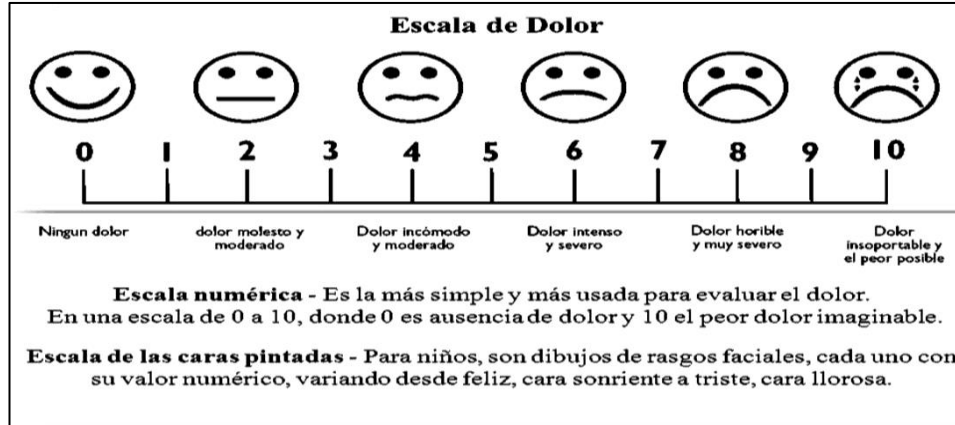 Escala de Dolor
0 1 2 3 4 5 6 7 8 9 10
Ningun dolor
dolor molesto y
moderado
Dolor incómodo
y moderado
Dolor intenso
y severo
Dolor horible
y muy severo
Dolor
insoportable y
el peor posible
Escala numérica - Es la más simple y más usada para evaluar el dolor.
En una escala de 0 a 10, donde 0 es ausencia de dolor y 10 el peor dolor imaginable.
Escala de las caras pintadas - Para niños, son dibujos de rasgos faciales, cada uno con
su valor numérico, variando desde feliz, cara sonriente a triste, cara llorosa.